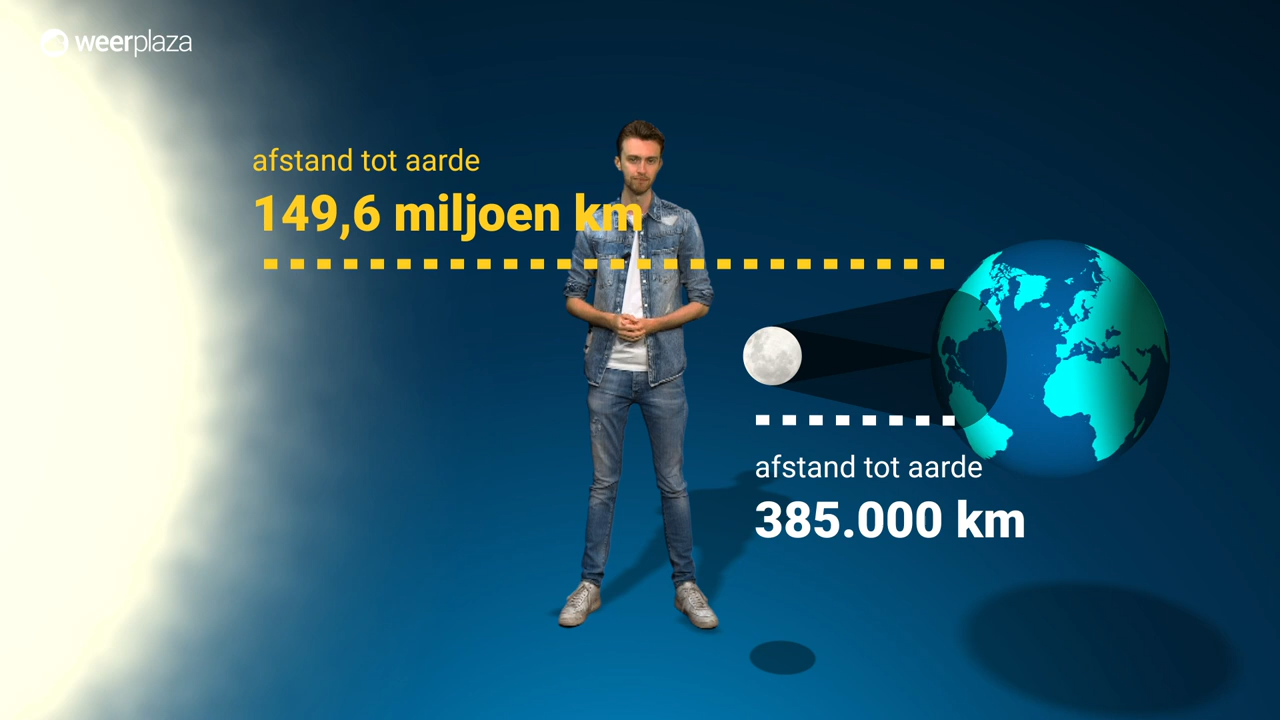 weerplaza
afstand tot aarde
149,6 miljoen km
afstand tot aarde
385.000 km